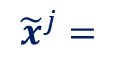 x̃ʲ =